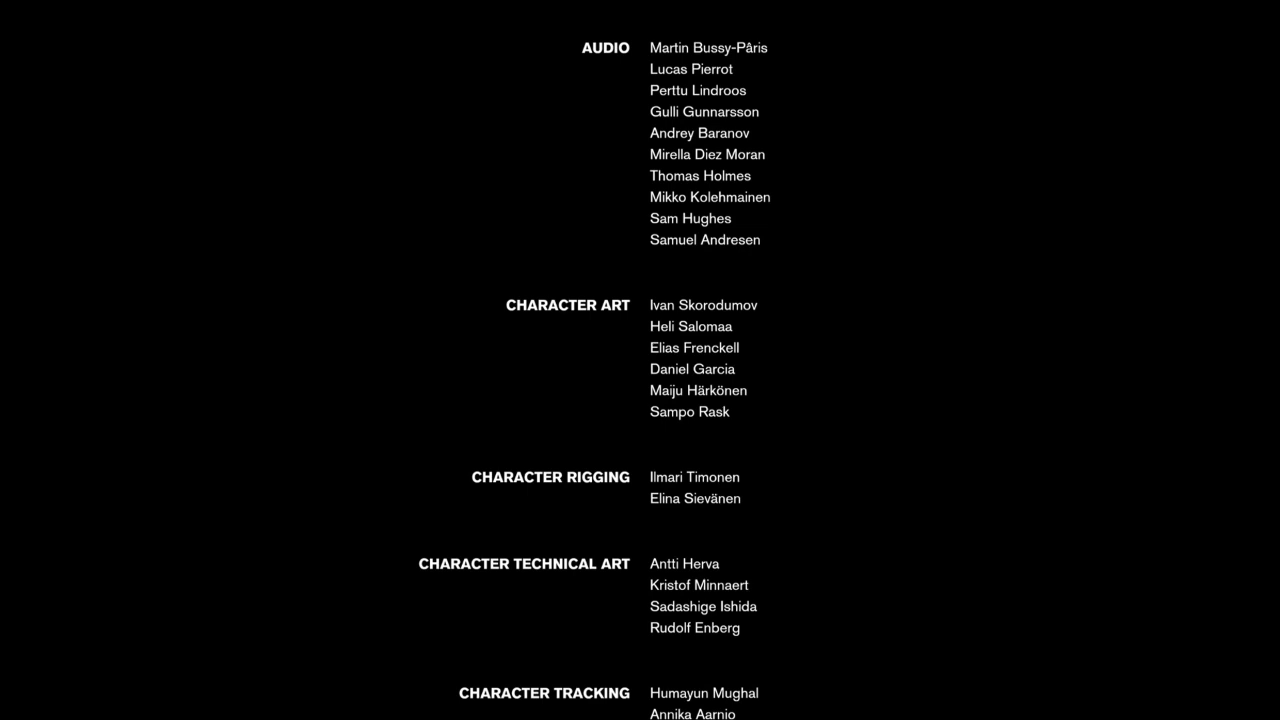 AUDIO Martin Bussy-Pâris
Lucas Pierrot
Perttu Lindroos
Gulli Gunnarsson
Andrey Baranov
Mirella Diez Moran
Thomas Holmes
Mikko Kolehmainen
Sam Hughes
Samuel Andresen
CHARACTER ART Ivan Skorodumov
Heli Salomaa
Elias Frenckell
Daniel Garcia
Maiju Härkönen
Sampo Rask
CHARACTER RIGGING Ilmari Timonen
Elina Sievänen
CHARACTER TECHNICAL ART Antti Herva
Kristof Minnaert
Sadashige Ishida
Rudolf Enberg
CHARACTER TRACKING Humayun Mughal
Annika Aarnio